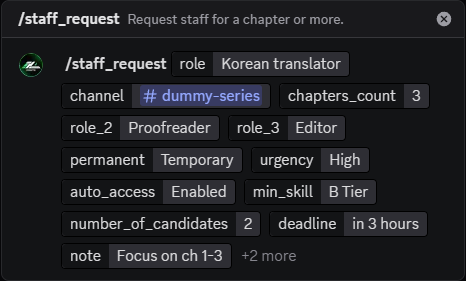 /staff_request Request staff for a chapter or more.
/staff_request role Korean translator
channel # dummy-series chapters_count 3
role_2 Proofreader role_3 Editor
permanent Temporary urgency High
auto_access Enabled min_skill B Tier
number_of_candidates 2 deadline in 3 hours
note Focus on ch 1-3 +2 more